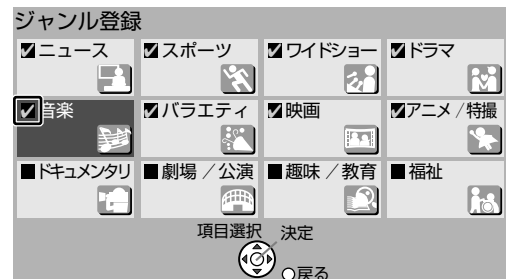 ジャンル登録
ニュース スポーツ ワイドショー ドラマ
音楽 バラエティ 映画 アニメ／特撮
ドキュメンタリ 劇場／公演 趣味／教育 福祉
項目選択 決定
戻る